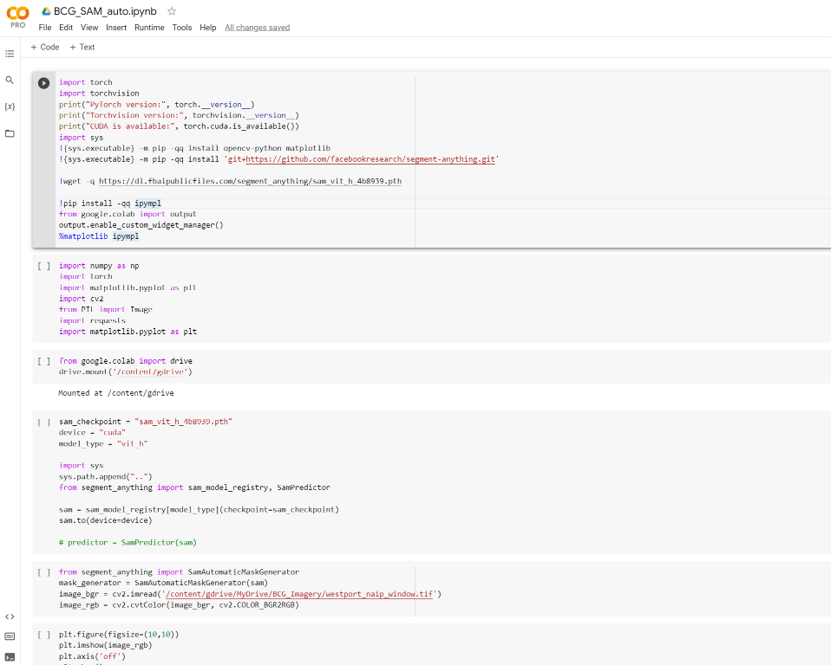 PRO
BCG_SAM_auto.ipynb
File Edit View Insert Runtime Tools Help All changes saved
+ Code + Text
import torch
import torchvision
print("PyTorch version:", torch.__version__)
print("Torchvision version:", torchvision.__version__)
print("CUDA is available:", torch.cuda.is_available())
import sys
!{sys.executable} -m pip -qq install opencv-python matplotlib
!{sys.executable} -m pip -qq install 'git+https://github.com/facebookresearch/segment-anything.git'
!wget -q https://dl.fbaipublicfiles.com/segment_anything/sam_vit_h_4b8939.pth
!pip install -qq ipympl
from google.colab import output
output.enable_custom_widget_manager()
%matplotlib ipympl
[ ] import numpy as np
import torch
import matplotlib.pyplot as plt
import cv2
from PIL import Image
import requests
import matplotlib.pyplot as plt
[ ] from google.colab import drive
drive.mount('/content/gdrive')
Mounted at /content/gdrive
[ ] sam_checkpoint = "sam_vit_h_4b8939.pth"
device = "cuda"
model_type = "vit_h"
import sys
sys.path.append("..")
from segment_anything import sam_model_registry, SamPredictor
sam = sam_model_registry[model_type](checkpoint=sam_checkpoint)
sam.to(device=device)
# predictor = SamPredictor(sam)
[ ] from segment_anything import SamAutomaticMaskGenerator
mask_generator = SamAutomaticMaskGenerator(sam)
image_bgr = cv2.imread('/content/gdrive/MyDrive/BCG_Imagery/westport_naip_window.tif')
image_rgb = cv2.cvtColor(image_bgr, cv2.COLOR_BGR2RGB)
[ ] plt.figure(figsize=(10,10))
plt.imshow(image_rgb)
plt.axis('off')